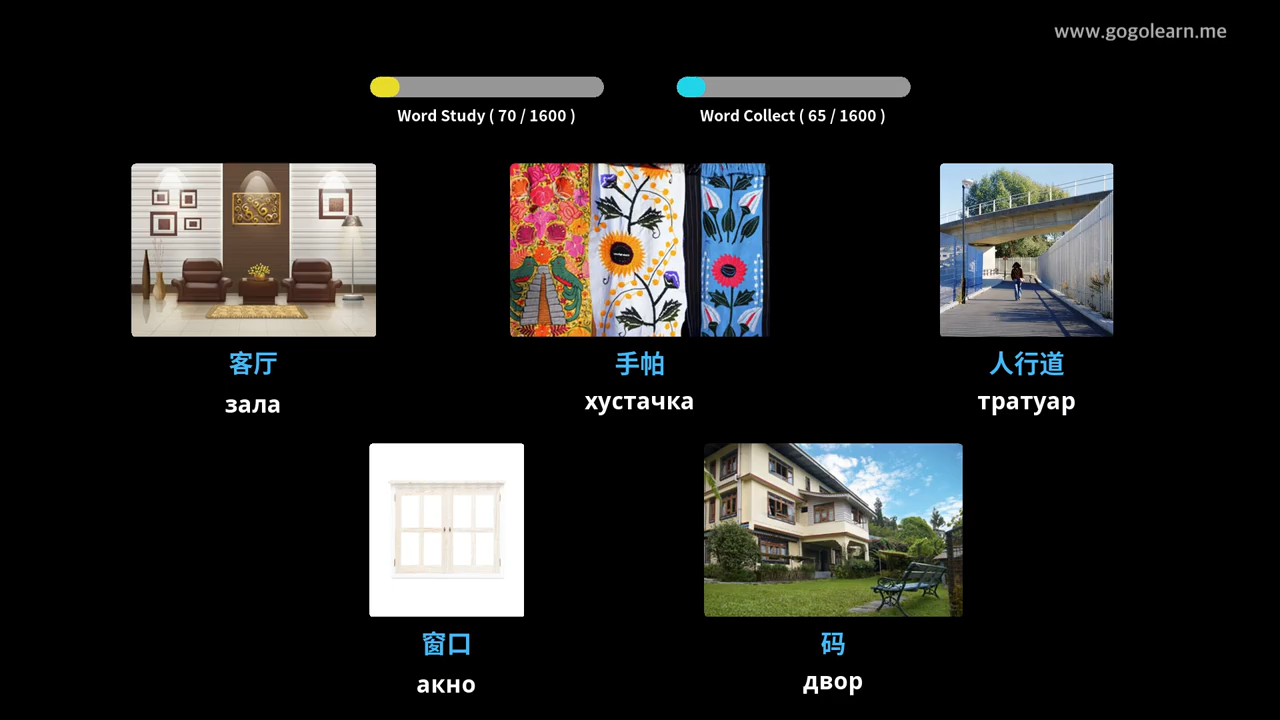 www.gogolearn.me
Word Study ( 70 / 1600 )
Word Collect ( 65 / 1600 )
客厅
手帕
人行道
зала
хустачка
тратуар
窗口
码
акно
двор